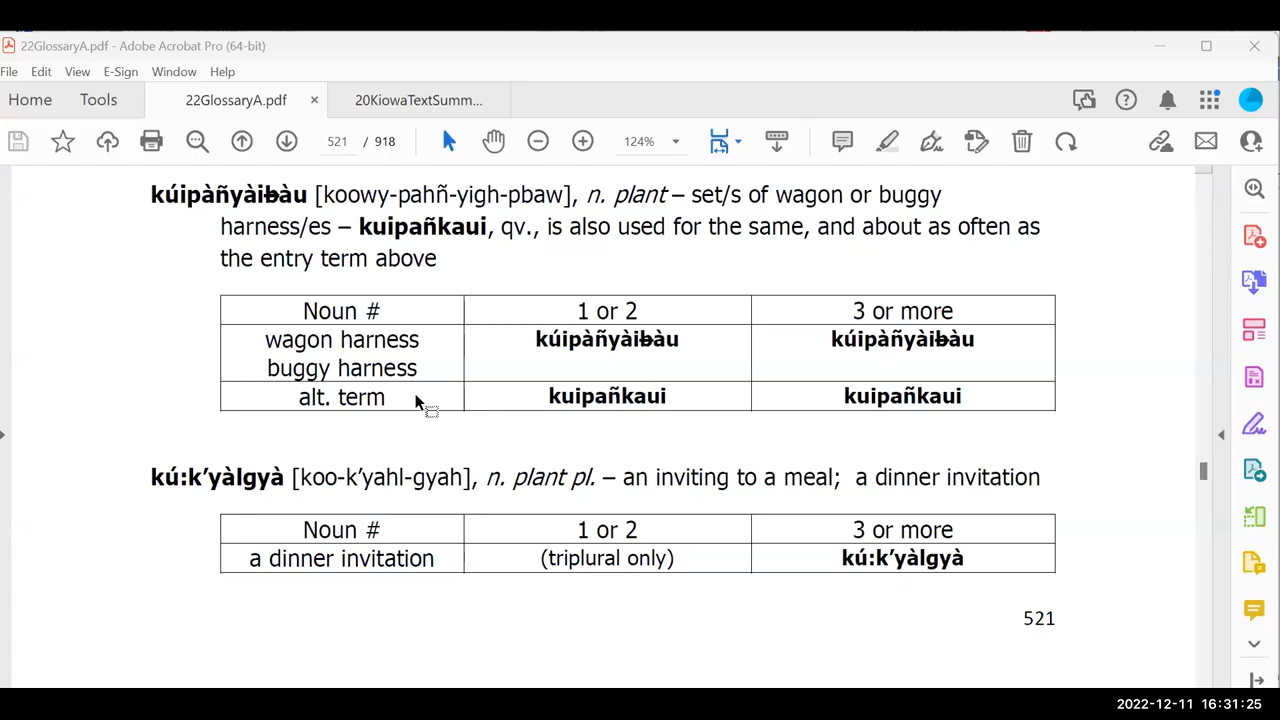 22GlossaryA.pdf - Adobe Acrobat Pro (64-bit)
File Edit View E-Sign Window Help
Home Tools 22GlossaryA.pdf × 20KiowaTextSumm...
521 / 918 124%
kúipàñyàiƀàu [koowy-pahñ-yigh-pbaw], n. plant – set/s of wagon or buggy
harness/es – kuipañkaui, qv., is also used for the same, and about as often as
the entry term above
Noun # 1 or 2 3 or more
wagon harness kúipàñyàiƀàu kúipàñyàiƀàu
buggy harness
alt. term kuipañkaui kuipañkaui
kú:k’yàlgyà [koo-k’yahl-gyah], n. plant pl. – an inviting to a meal; a dinner invitation
Noun # 1 or 2 3 or more
a dinner invitation (triplural only) kú:k’yàlgyà
521
2022-12-11 16:31:25